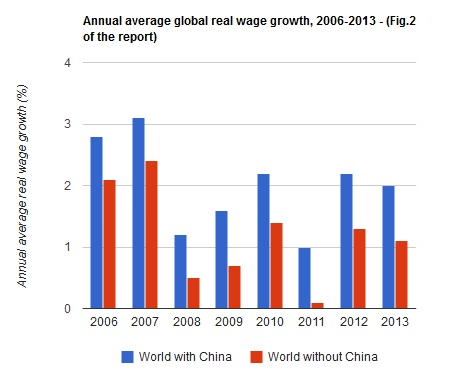 Annual average global real wage growth, 2006-2013 - (Fig.2
of the report)
Annual average real wage growth (%)
4
3
2
1
0
2006 2007 2008 2009 2010 2011 2012 2013
World with China World without China